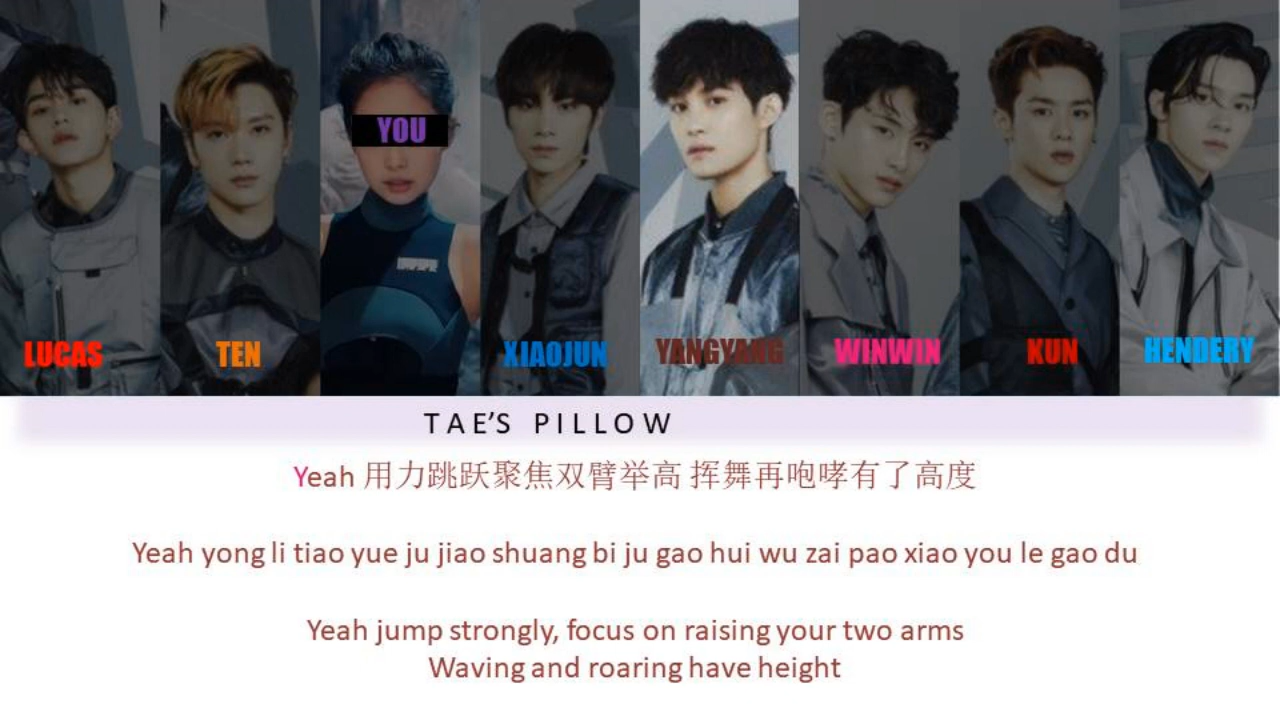 YOU
LUCAS TEN XIAOJUN YANGYANG WINWIN KUN HENDERY
TAE'S PILLOW
Yeah 用力跳跃聚焦双臂举高 挥舞再咆哮有了高度
Yeah yong li tiao yue ju jiao shuang bi ju gao hui wu zai pao xiao you le gao du
Yeah jump strongly, focus on raising your two arms
Waving and roaring have height